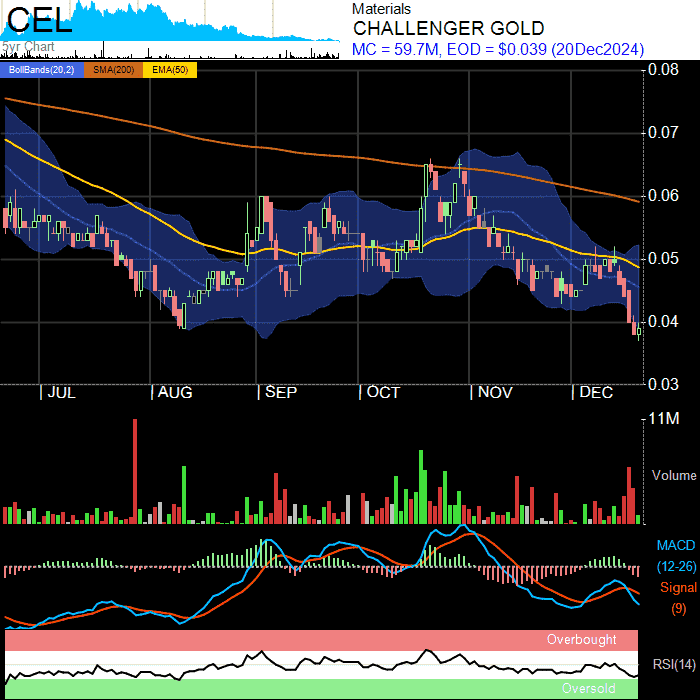 CEL
5yr Chart
Materials
CHALLENGER GOLD
MC = 59.7M, EOD = $0.039 (20Dec2024)
BollBands(20,2) SMA(200) EMA(50)
0.08
0.07
0.06
0.05
0.04
0.03
JUL AUG SEP OCT NOV DEC
11M
Volume
MACD
(12-26)
Signal
(9)
Overbought
RSI(14)
Oversold